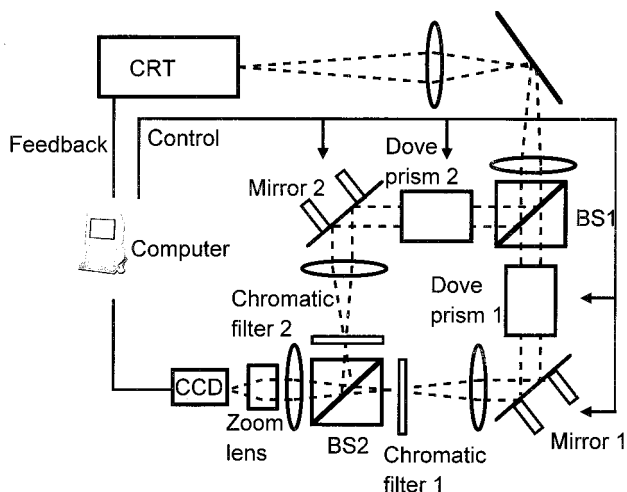 CRT
Feedback
Control
Dove
prism 2
Mirror 2
BS1
Computer
Dove
prism 1
Chromatic
filter 2
CCD
Zoom
lens
BS2
Mirror 1
Chromatic
filter 1